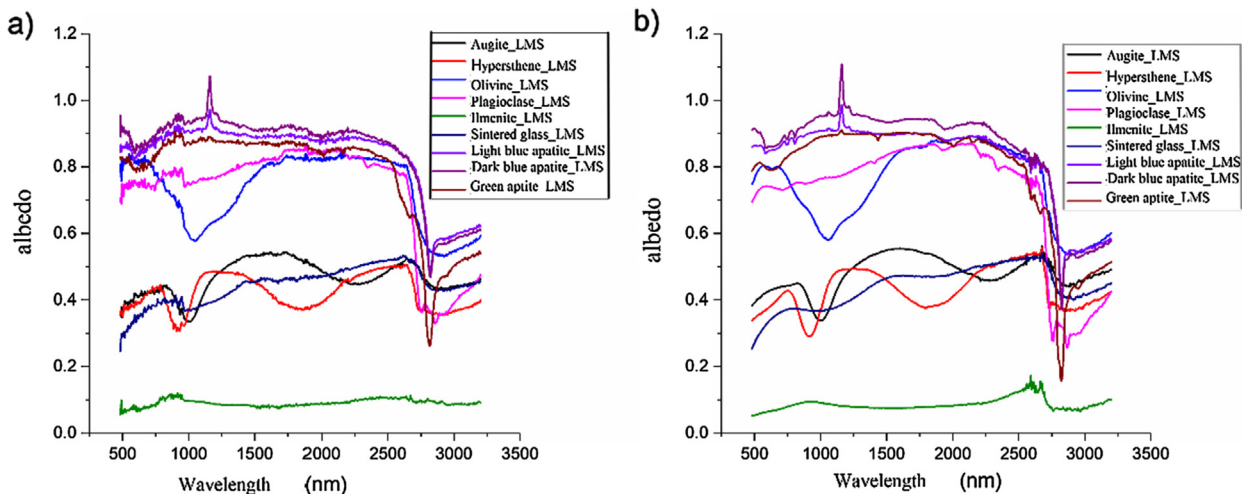 a)
1.2
1.0
0.8
0.6
0.4
0.2
0.0
albedo
500 1000 1500 2000 2500 3000 3500
Wavelength (nm)
Augite_LMS
Hypersthene_LMS
Olivine_LMS
Plagioclase_LMS
Ilmenite_LMS
Sintered glass_LMS
Light blue apatite_LMS
Dark blue apatite_LMS
Green aptite_LMS
b)
1.2
1.0
0.8
0.6
0.4
0.2
0.0
albedo
500 1000 1500 2000 2500 3000 3500
Wavelength (nm)
Augite_LMS
Hypersthene_LMS
Olivine_LMS
Plagioclase_LMS
Ilmenite_LMS
Sintered glass_LMS
Light blue apatite_LMS
Dark blue apatite_LMS
Green aptite_LMS